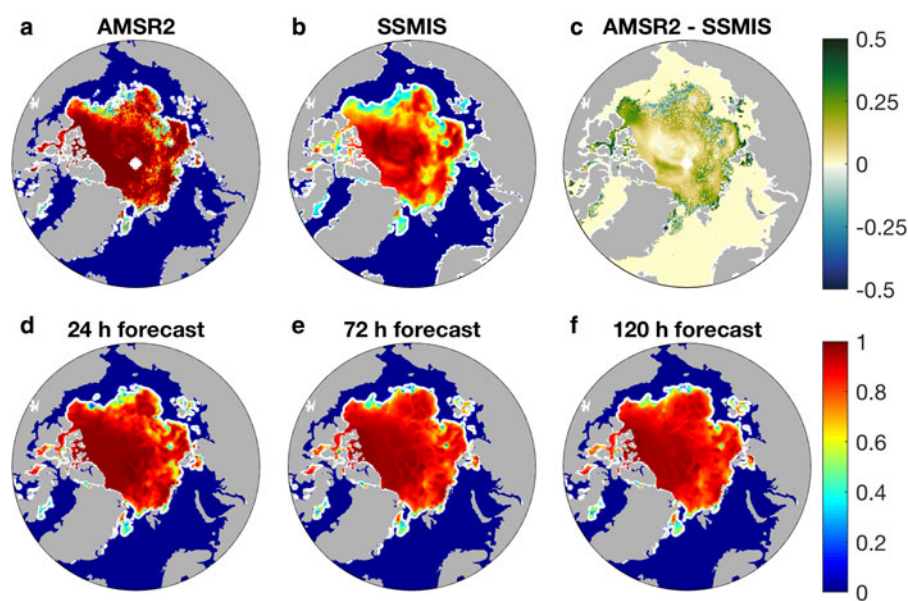 a AMSR2
b SSMIS
c AMSR2 - SSMIS
0.5
0.25
0
-0.25
-0.5
d 24 h forecast
e 72 h forecast
f 120 h forecast
1
0.8
0.6
0.4
0.2
0